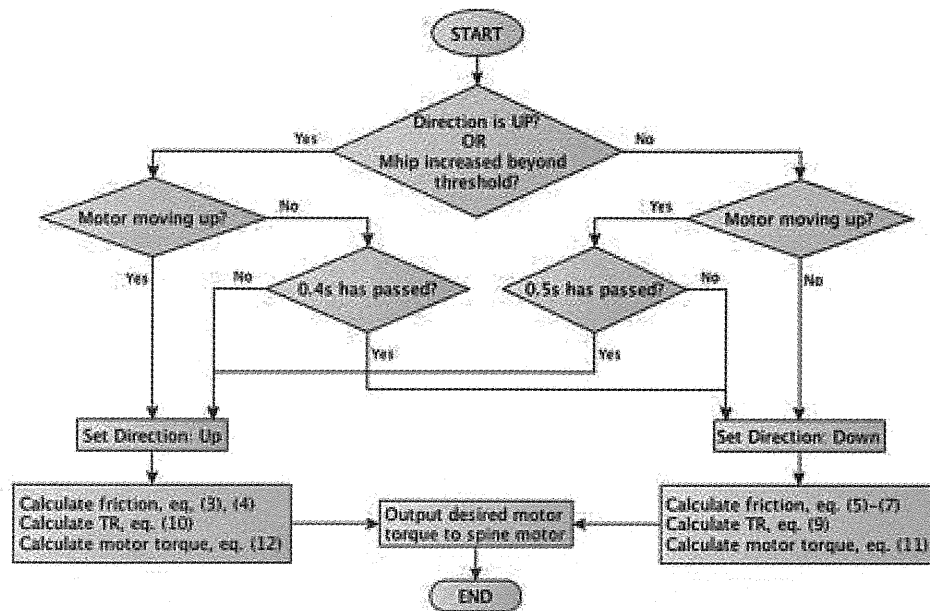 START
Direction is UP?
OR
Mhip increased beyond
threshold?
Yes
No
Motor moving up?
No
Yes
Motor moving up?
Yes
No
0.4s has passed?
0.5s has passed?
No
No
Yes
Yes
Set Direction: Up
Set Direction: Down
Calculate friction, eq. (3), (4)
Calculate TR, eq. (10)
Calculate motor torque, eq. (12)
Output desired motor
torque to spine motor
Calculate friction, eq. (5)-(7)
Calculate TR, eq. (9)
Calculate motor torque, eq. (11)
END